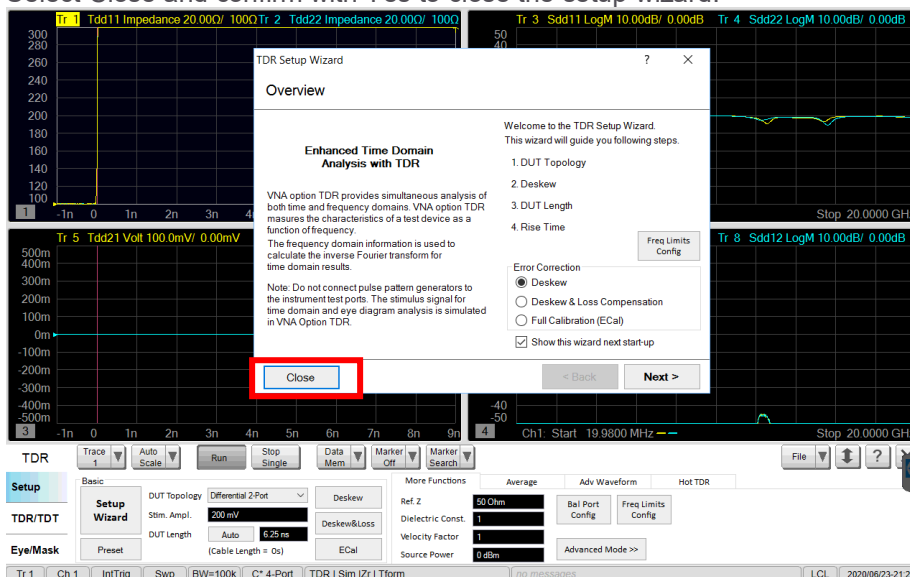 Select Close and confirm with Yes to close the setup wizard.
Tr 1 Tdd11 Impedance 20.00Ω/ 100Ω Tr 2 Tdd22 Impedance 20.00Ω/ 100Ω
300
280
260
240
220
200
180
160
140
120
100
1 -1n 0 1n 2n 3n
Tr 3 Sdd11 LogM 10.00dB/ 0.00dB Tr 4 Sdd22 LogM 10.00dB/ 0.00dB
50
40
Stop 20.0000 GH
TDR Setup Wizard ? ×
Overview
Enhanced Time Domain
Analysis with TDR
VNA option TDR provides simultaneous analysis of
both time and frequency domains. VNA option TDR
masures the characteristics of a test device as a
function of frequency.
The frequency domain information is used to
calculate the inverse Fourier transform for
time domain results.
Note: Do not connect pulse pattern generators to
the instrument test ports. The stimulus signal for
time domain and eye diagram analysis is simulated
in VNA Option TDR.
Welcome to the TDR Setup Wizard.
This wizard will guide you following steps.
1. DUT Topology
2. Deskew
3. DUT Length
4. Rise Time
Freq Limits
Config
Error Correction
Deskew
Deskew & Loss Compensation
Full Calibration (ECal)
Show this wizard next start-up
Close < Back Next >
Tr 5 Tdd21 Volt 100.0mV/ 0.00mV
500m
400m
300m
200m
100m
0m
-100m
-200m
-300m
-400m
-500m
3 -1n 0 1n 2n 3n 4n 5n 6n 7n 8n 9n
Tr 8 Sdd12 LogM 10.00dB/ 0.00dB
-40
-50
4 Ch1: Start 19.9800 MHz Stop 20.0000 GH
TDR Trace 1 Auto Scale Run Stop Single Data Mem Marker Off Marker Search File ?
Setup
TDR/TDT
Eye/Mask
Basic
Setup Wizard
Preset
DUT Topology Differential 2-Port
Stim. Ampl. 200 mV
DUT Length Auto 6.25 ns
(Cable Length = 0s)
Deskew
Deskew&Loss
ECal
More Functions Average Adv Waveform Hot TDR
Ref. Z 50 Ohm
Dielectric Const. 1
Velocity Factor 1
Source Power 0 dBm
Bal Port Config
Freq Limits Config
Advanced Mode >>
Tr 1 Ch 1 IntTrig Swp BW=100k C* 4-Port TDR | Sim |Zr | Tform no messages LCL 2020/06/23-21:2